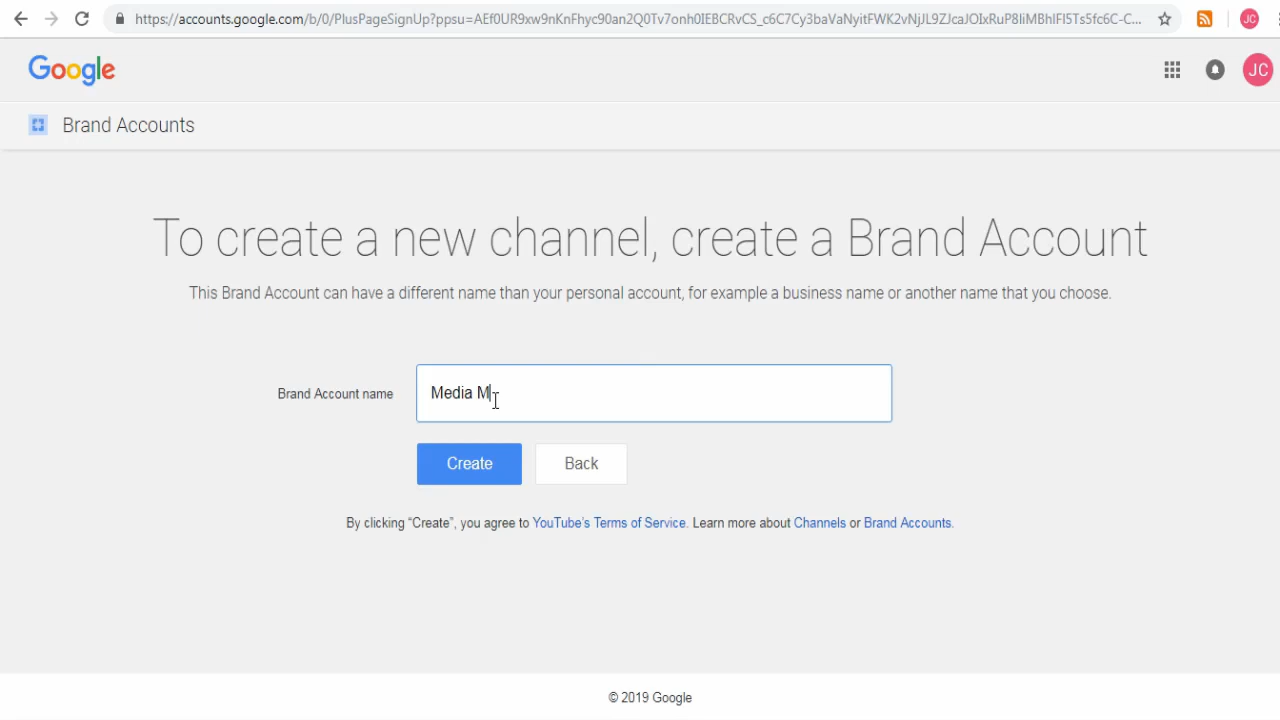 https://accounts.google.com/b/0/PlusPageSignUp?ppsu=AEf0UR9xw9nKnFhyc90an2Q0Tv7onh0IEBCRvCS_c6C7Cy3baVaNyitFWK2vNjJL9ZJcaJOIxRuP8IiMBhlFI5Ts5fc6C-C...
JC
Google
JC
Brand Accounts
To create a new channel, create a Brand Account
This Brand Account can have a different name than your personal account, for example a business name or another name that you choose.
Brand Account name
Media M
Create
Back
By clicking “Create”, you agree to YouTube's Terms of Service. Learn more about Channels or Brand Accounts.
© 2019 Google